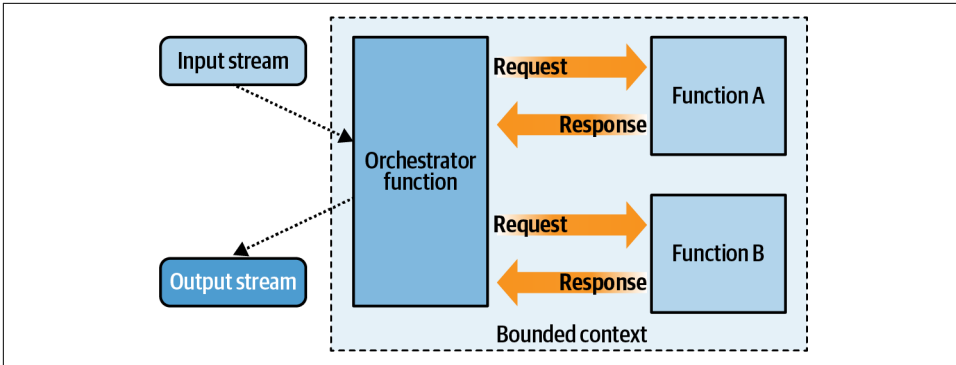 Input stream
Orchestrator
function
Output stream
Request
Response
Function A
Request
Response
Function B
Bounded context